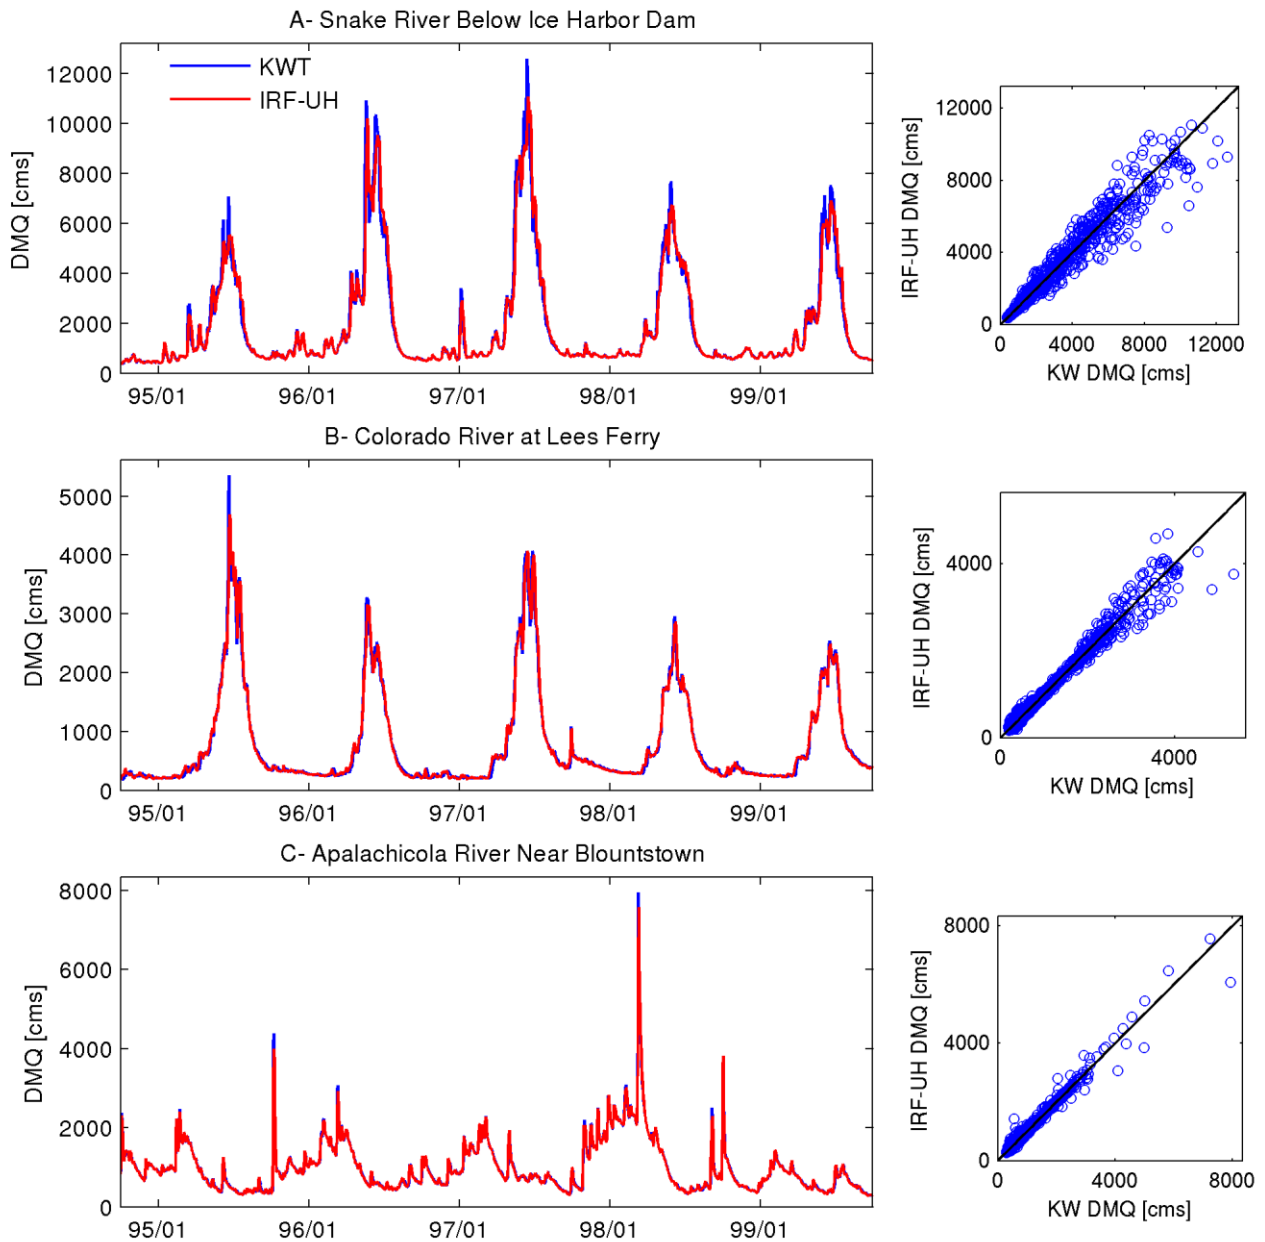 A- Snake River Below Ice Harbor Dam
KWT
IRF-UH
DMQ [cms]
12000
10000
8000
6000
4000
2000
0
95/01 96/01 97/01 98/01 99/01
IRF-UH DMQ [cms]
12000
8000
4000
0
0 4000 8000 12000
KW DMQ [cms]
B- Colorado River at Lees Ferry
DMQ [cms]
5000
4000
3000
2000
1000
0
95/01 96/01 97/01 98/01 99/01
IRF-UH DMQ [cms]
4000
0
0 4000
KW DMQ [cms]
C- Apalachicola River Near Blountstown
DMQ [cms]
8000
6000
4000
2000
0
95/01 96/01 97/01 98/01 99/01
IRF-UH DMQ [cms]
8000
4000
0
0 4000 8000
KW DMQ [cms]